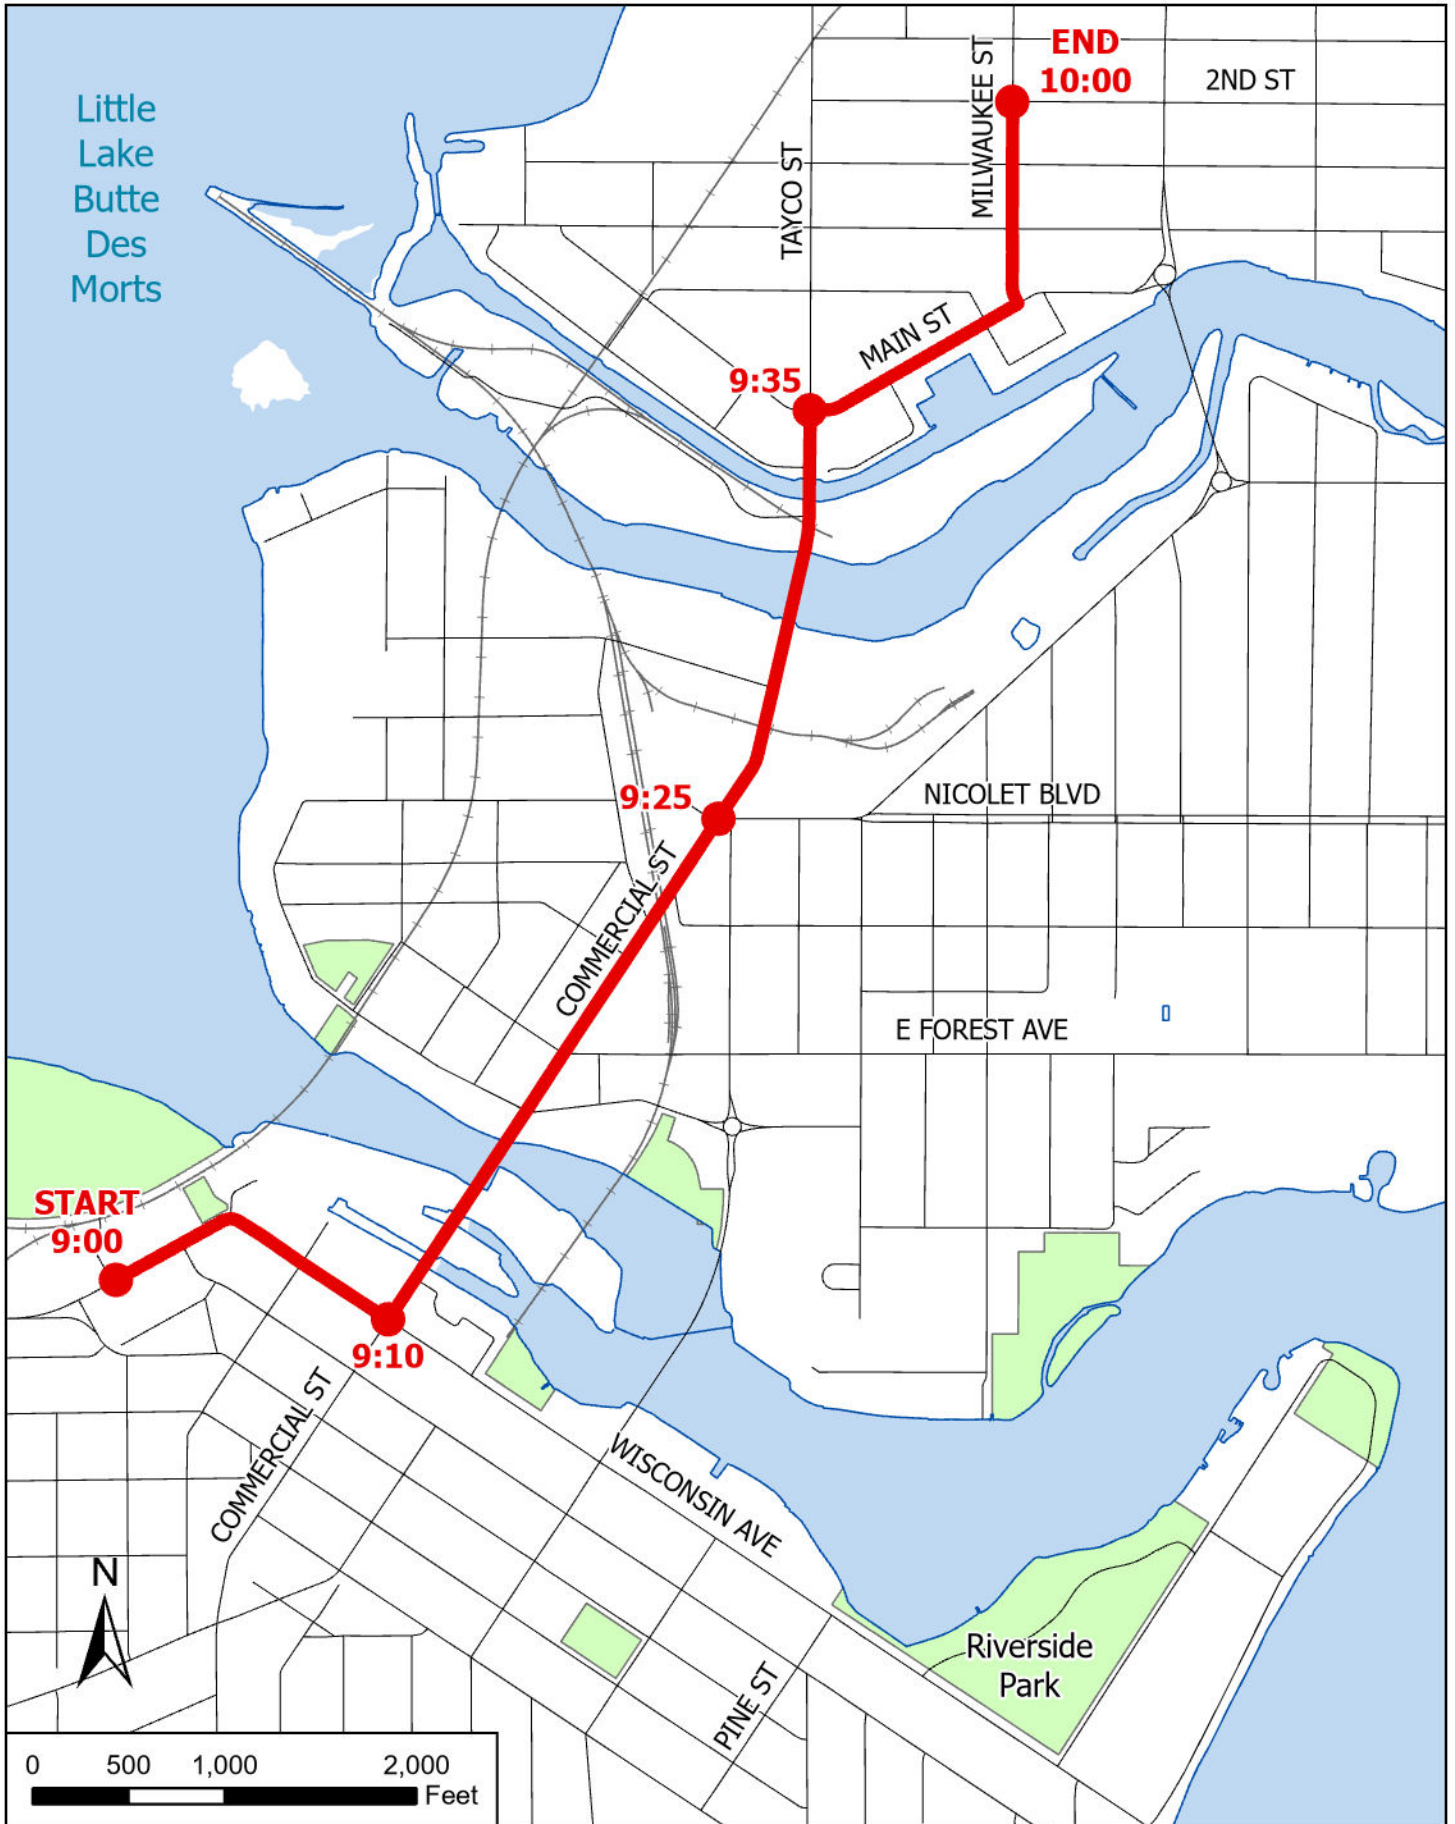 Little
Lake
Butte
Des
Morts
END
10:00
2ND ST
MILWAUKEE ST
TAYCO ST
MAIN ST
9:35
9:25
NICOLET BLVD
COMMERCIAL ST
E FOREST AVE
START
9:00
9:10
COMMERCIAL ST
WISCONSIN AVE
N
Riverside
Park
PINE ST
0 500 1,000 2,000
Feet